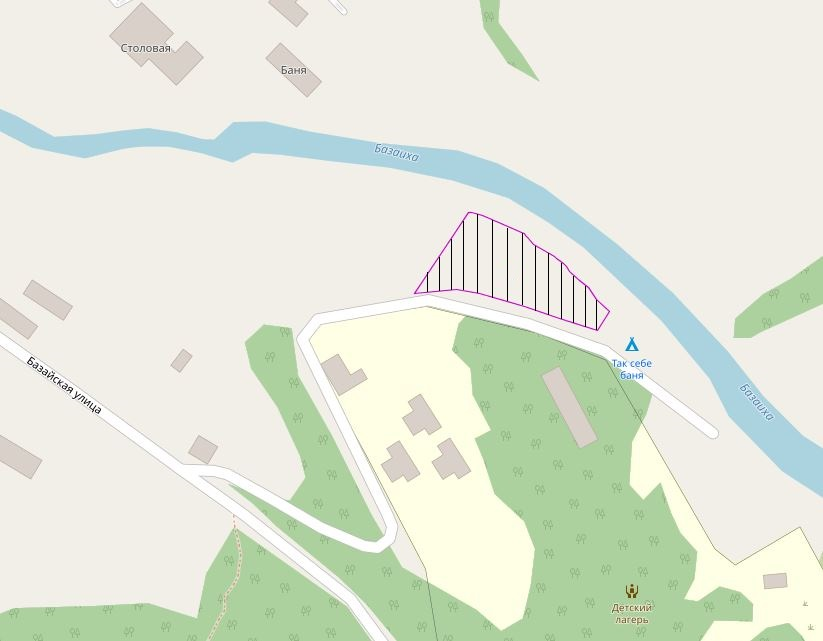 Столовая
Баня
Базаиха
Так себе
баня
Базайская улица
Базаиха
Детский
лагерь